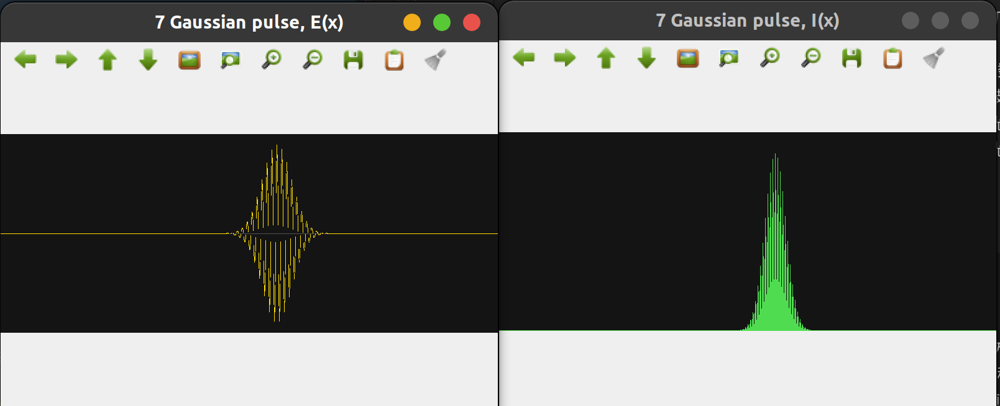 7 Gaussian pulse, E(x)
7 Gaussian pulse, I(x)